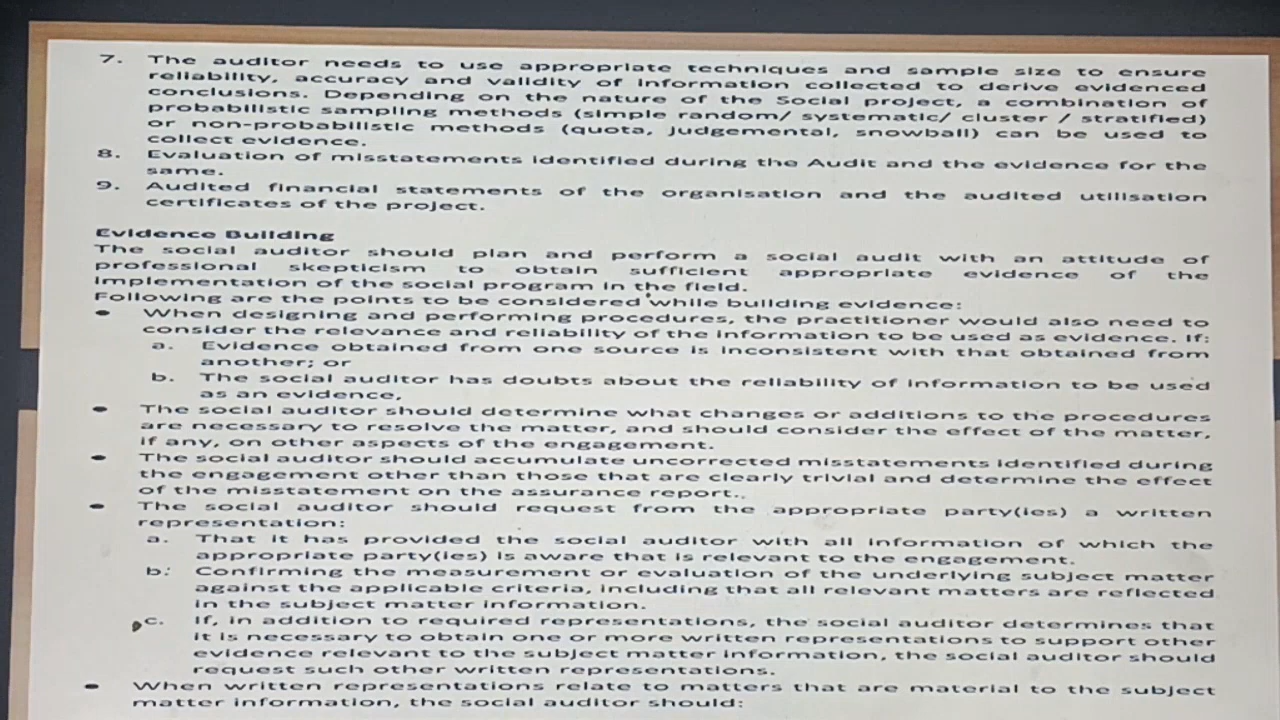 7. The auditor needs to use appropriate techniques and sample size to ensure
reliability, accuracy and validity of information collected to derive evidenced
conclusions. Depending on the nature of the Social project, a combination of
probabilistic sampling methods (simple random/ systematic/ cluster / stratified)
or non-probabilistic methods (quota, judgemental, snowball) can be used to
collect evidence.
8. Evaluation of misstatements identified during the Audit and the evidence for the
same.
9. Audited financial statements of the organisation and the audited utilisation
certificates of the project.
Evidence Building
The social auditor should plan and perform a social audit with an attitude of
professional skepticism to obtain sufficient appropriate evidence of the
implementation of the social program in the field.
Following are the points to be considered while building evidence:
• When designing and performing procedures, the practitioner would also need to
consider the relevance and reliability of the information to be used as evidence. If:
a. Evidence obtained from one source is inconsistent with that obtained from
another; or
b. The social auditor has doubts about the reliability of information to be used
as an evidence,
• The social auditor should determine what changes or additions to the procedures
are necessary to resolve the matter, and should consider the effect of the matter,
if any, on other aspects of the engagement.
• The social auditor should accumulate uncorrected misstatements identified during
the engagement other than those that are clearly trivial and determine the effect
of the misstatement on the assurance report..
• The social auditor should request from the appropriate party(ies) a written
representation:
a. That it has provided the social auditor with all information of which the
appropriate party(ies) is aware that is relevant to the engagement.
b. Confirming the measurement or evaluation of the underlying subject matter
against the applicable criteria, including that all relevant matters are reflected
in the subject matter information.
c. If, in addition to required representations, the social auditor determines that
it is necessary to obtain one or more written representations to support other
evidence relevant to the subject matter information, the social auditor should
request such other written representations.
• When written representations relate to matters that are material to the subject
matter information, the social auditor should: